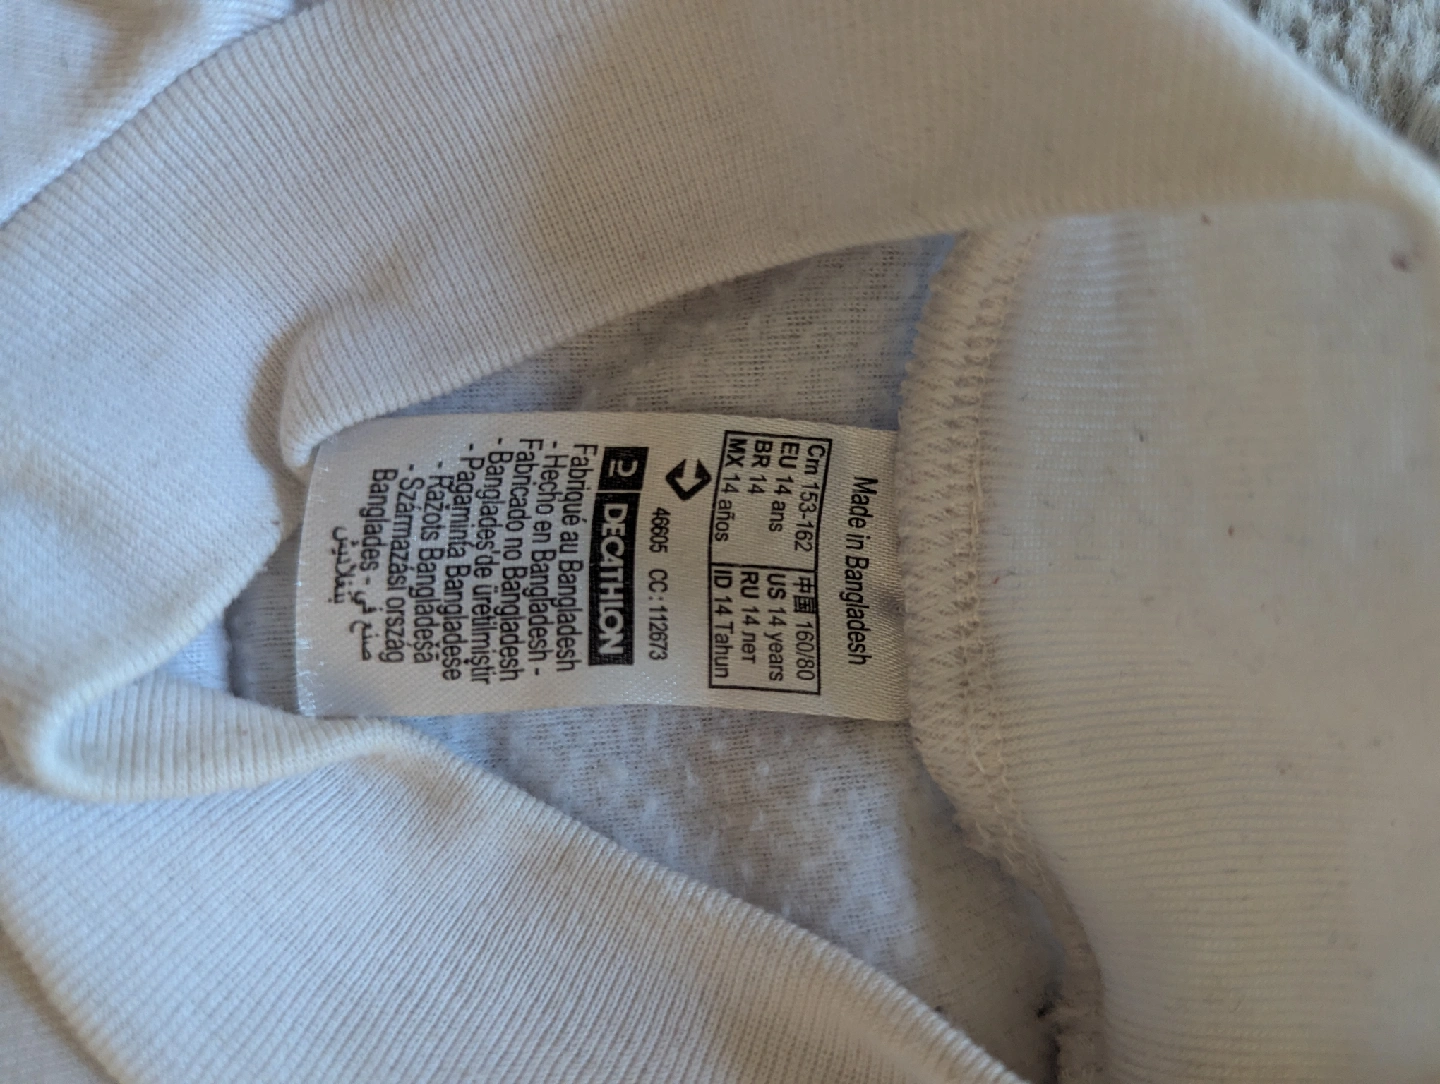 Made in Bangladesh
Cm 153-162 中国 160/80
EU 14 ans US 14 years
BR 14 RU 14 лет
MX 14 años ID 14 Tahun
46605 CC:112673
DECATHLON
Fabriqué au Bangladesh
- Hecho en Bangladesh -
Fabricado no Bangladesh
- Bangladeş'de üretilmiştir
- Pagaminta Bangladeşe
- Ražots Bangladešā
- Származási ország
Banglades - صنع في
بنغلاديش